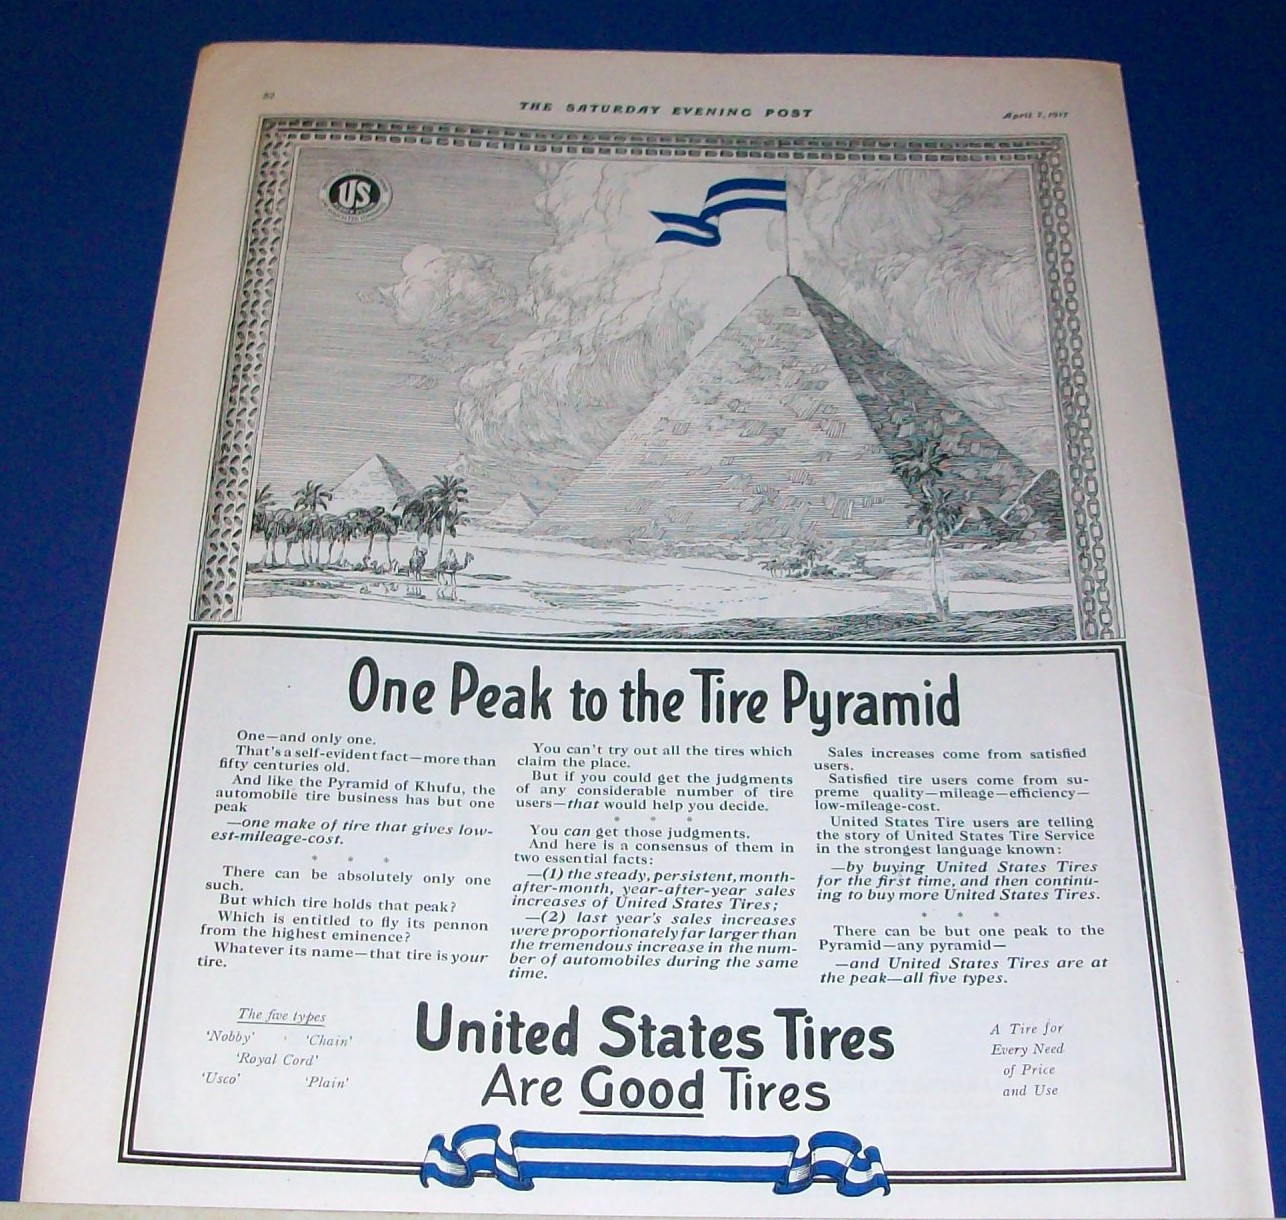 52
THE SATURDAY EVENING POST
April 7, 1917
US
One Peak to the Tire Pyramid
One—and only one.
That's a self-evident fact—more than
fifty centuries old.
And like the Pyramid of Khufu, the
automobile tire business has but one
peak
—one make of tire that gives low-
est-mileage-cost.
* * *
There can be absolutely only one
such.
But which tire holds that peak?
Which is entitled to fly its pennon
from the highest eminence?
Whatever its name—that tire is your
tire.
You can't try out all the tires which
claim the place.
But if you could get the judgments
of any considerable number of tire
users—that would help you decide.
* * *
You can get those judgments.
And here is a consensus of them in
two essential facts:
—(1) the steady, persistent, month-
after-month, year-after-year sales
increases of United States Tires;
—(2) last year's sales increases
were proportionately far larger than
the tremendous increase in the num-
ber of automobiles during the same
time.
Sales increases come from satisfied
users.
Satisfied tire users come from su-
preme quality—mileage—efficiency—
low-mileage-cost.
United States Tire users are telling
the story of United States Tire Service
in the strongest language known:
—by buying United States Tires
for the first time, and then continu-
ing to buy more United States Tires.
* * *
There can be but one peak to the
Pyramid—any pyramid—
—and United States Tires are at
the peak—all five types.
The five types
'Nobby' 'Chain'
'Royal Cord'
'Usco' 'Plain'
United States Tires
Are Good Tires
A Tire for
Every Need
of Price
and Use